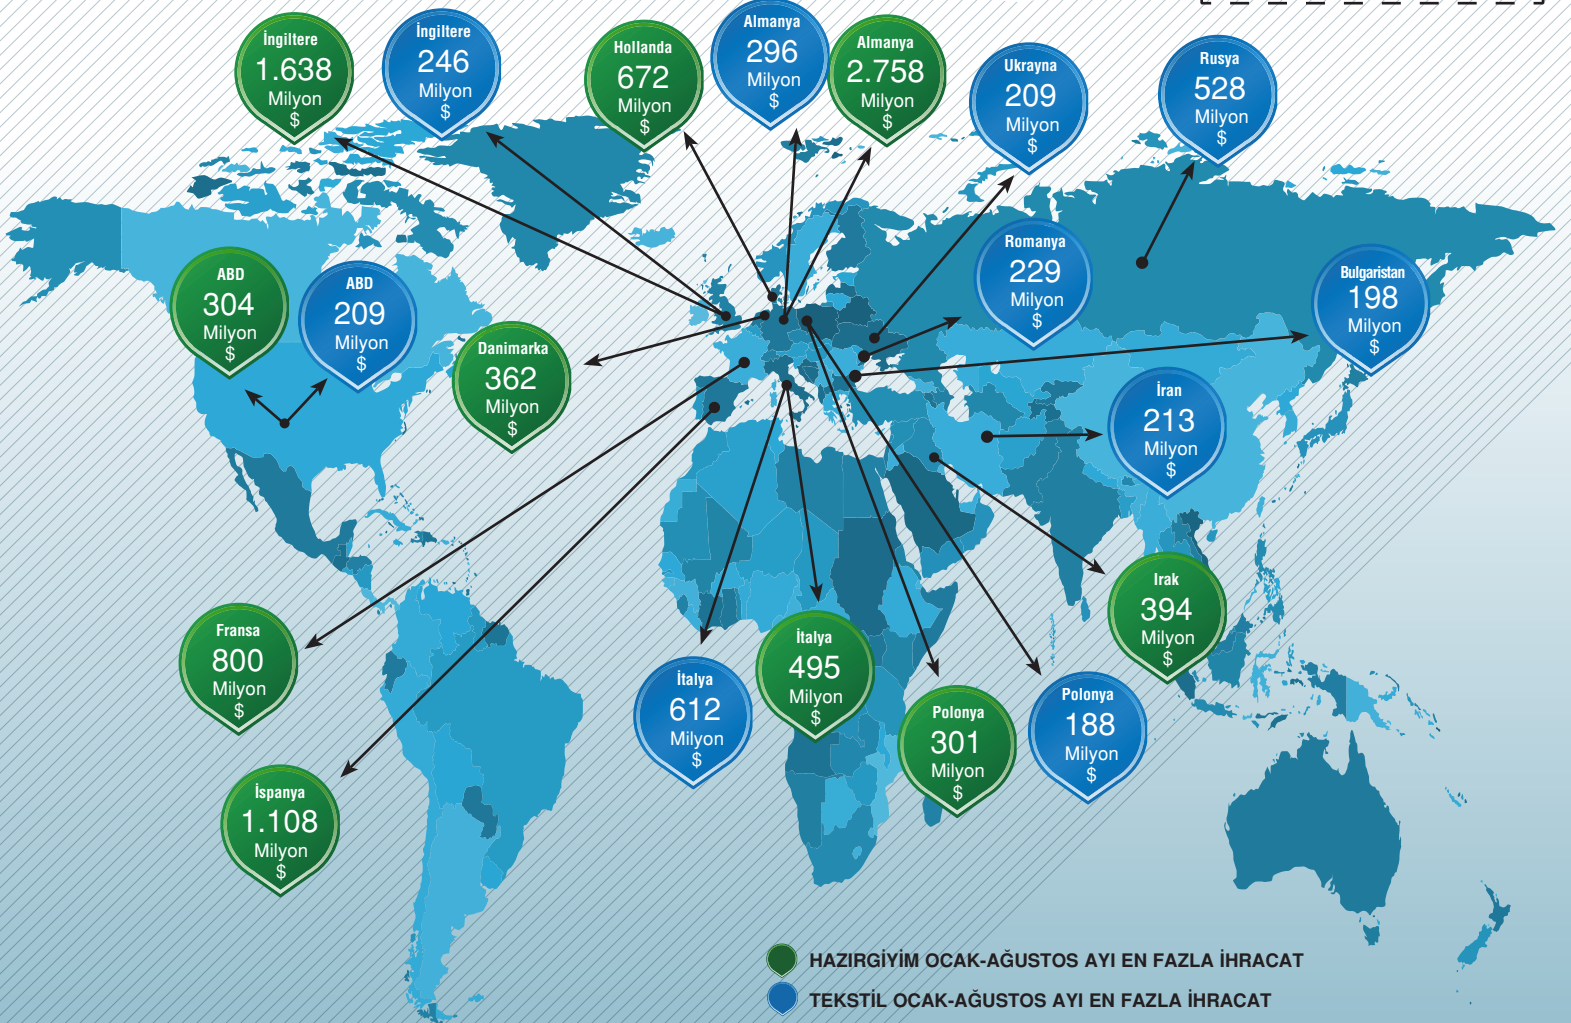 İngiltere
1.638
Milyon
$
İngiltere
246
Milyon
$
Hollanda
672
Milyon
$
Almanya
296
Milyon
$
Almanya
2.758
Milyon
$
Ukrayna
209
Milyon
$
Rusya
528
Milyon
$
ABD
304
Milyon
$
ABD
209
Milyon
$
Danimarka
362
Milyon
$
Romanya
229
Milyon
$
Bulgaristan
198
Milyon
$
İran
213
Milyon
$
Irak
394
Milyon
$
Fransa
800
Milyon
$
İtalya
612
Milyon
$
İtalya
495
Milyon
$
Polonya
301
Milyon
$
Polonya
188
Milyon
$
İspanya
1.108
Milyon
$
HAZIRGİYİM OCAK-AĞUSTOS AYI EN FAZLA İHRACAT
TEKSTİL OCAK-AĞUSTOS AYI EN FAZLA İHRACAT